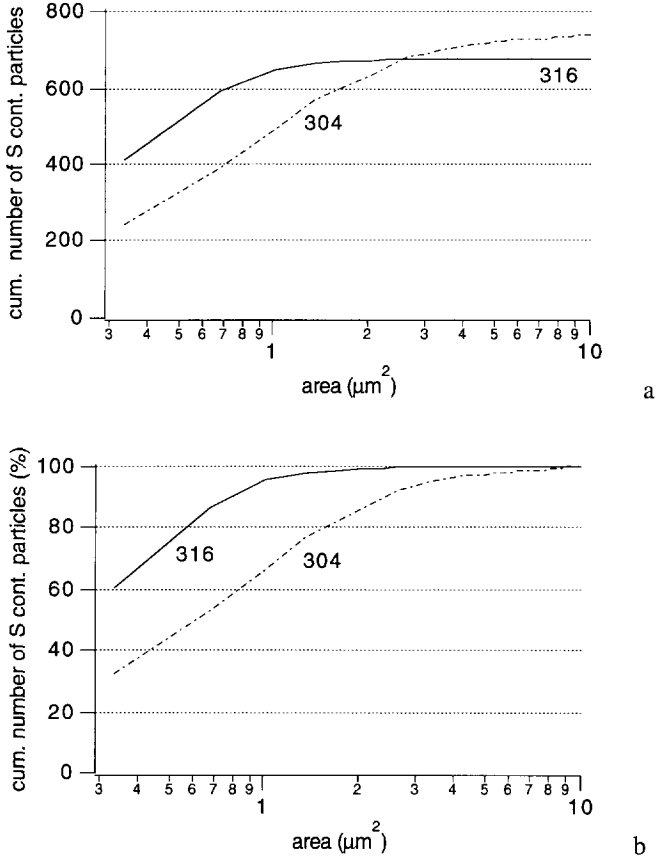 cum. number of S cont. particles
800
600
400
200
0
316
304
3 4 5 6 7 8 9 1 2 3 4 5 6 7 8 9 10
area (µm²)
a
cum. number of S cont. particles (%)
100
80
60
40
20
0
316
304
3 4 5 6 7 8 9 1 2 3 4 5 6 7 8 9 10
area (µm²)
b